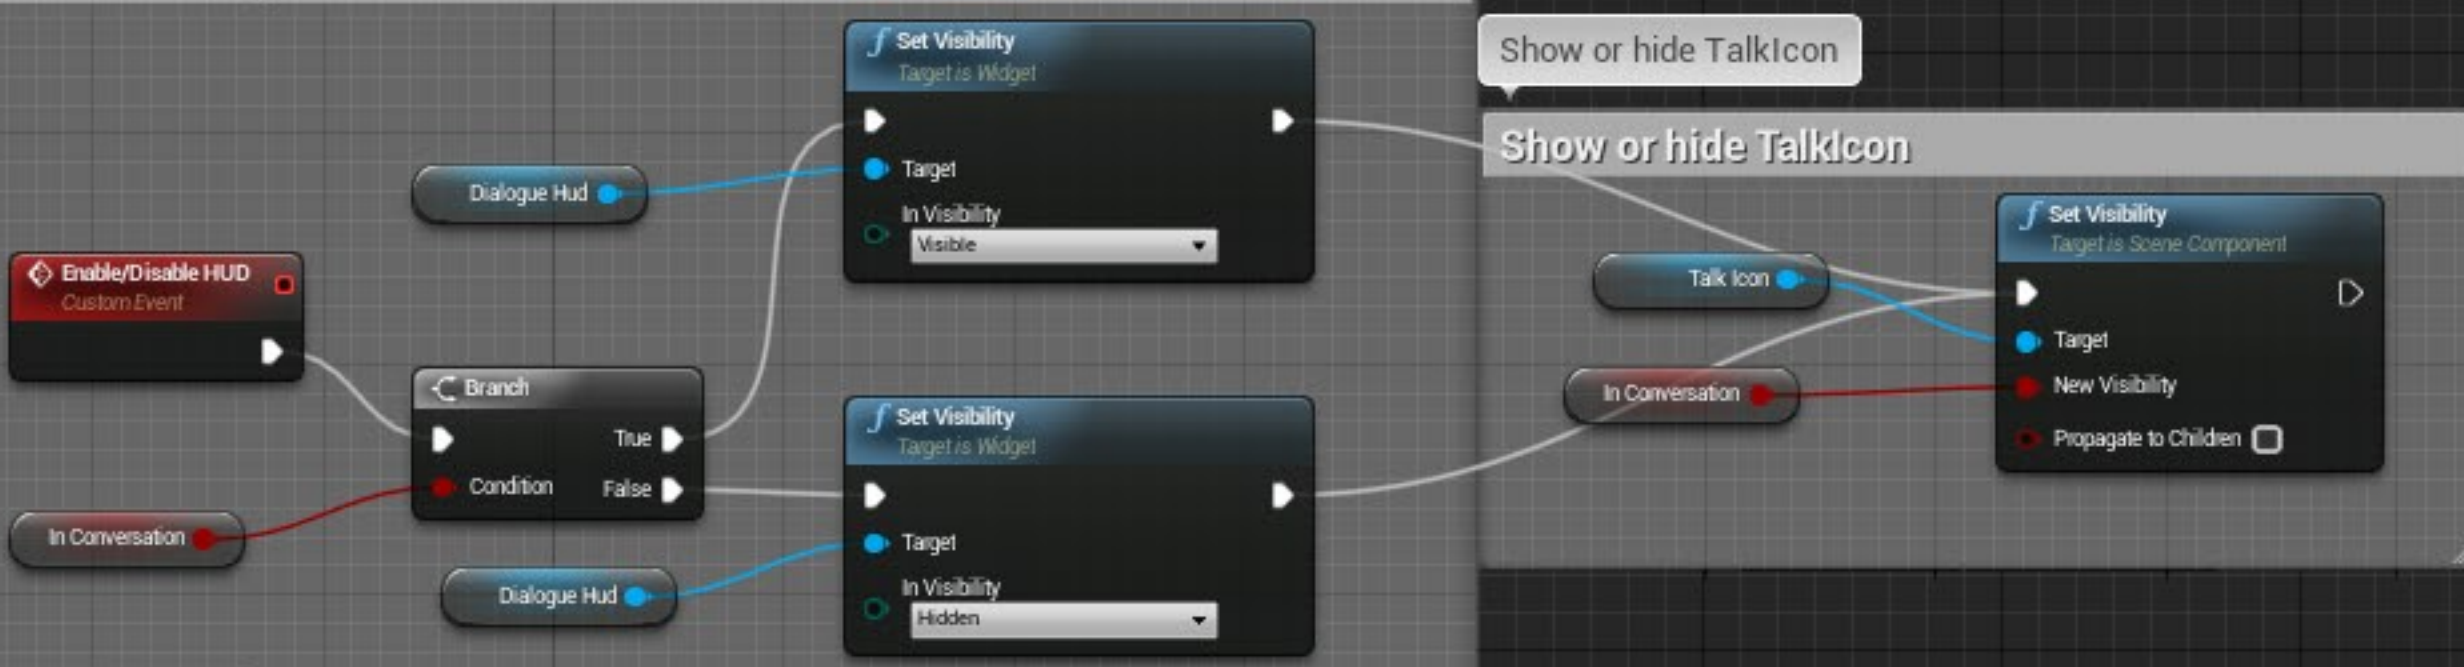 Set Visibility
Target is Widget
Target
In Visibility
Visible
Dialogue Hud
Enable/Disable HUD
Custom Event
Branch
True
Condition
False
In Conversation
Dialogue Hud
Set Visibility
Target is Widget
Target
In Visibility
Hidden
Show or hide TalkIcon
Show or hide TalkIcon
Talk Icon
In Conversation
Set Visibility
Target is Scene Component
Target
New Visibility
Propagate to Children